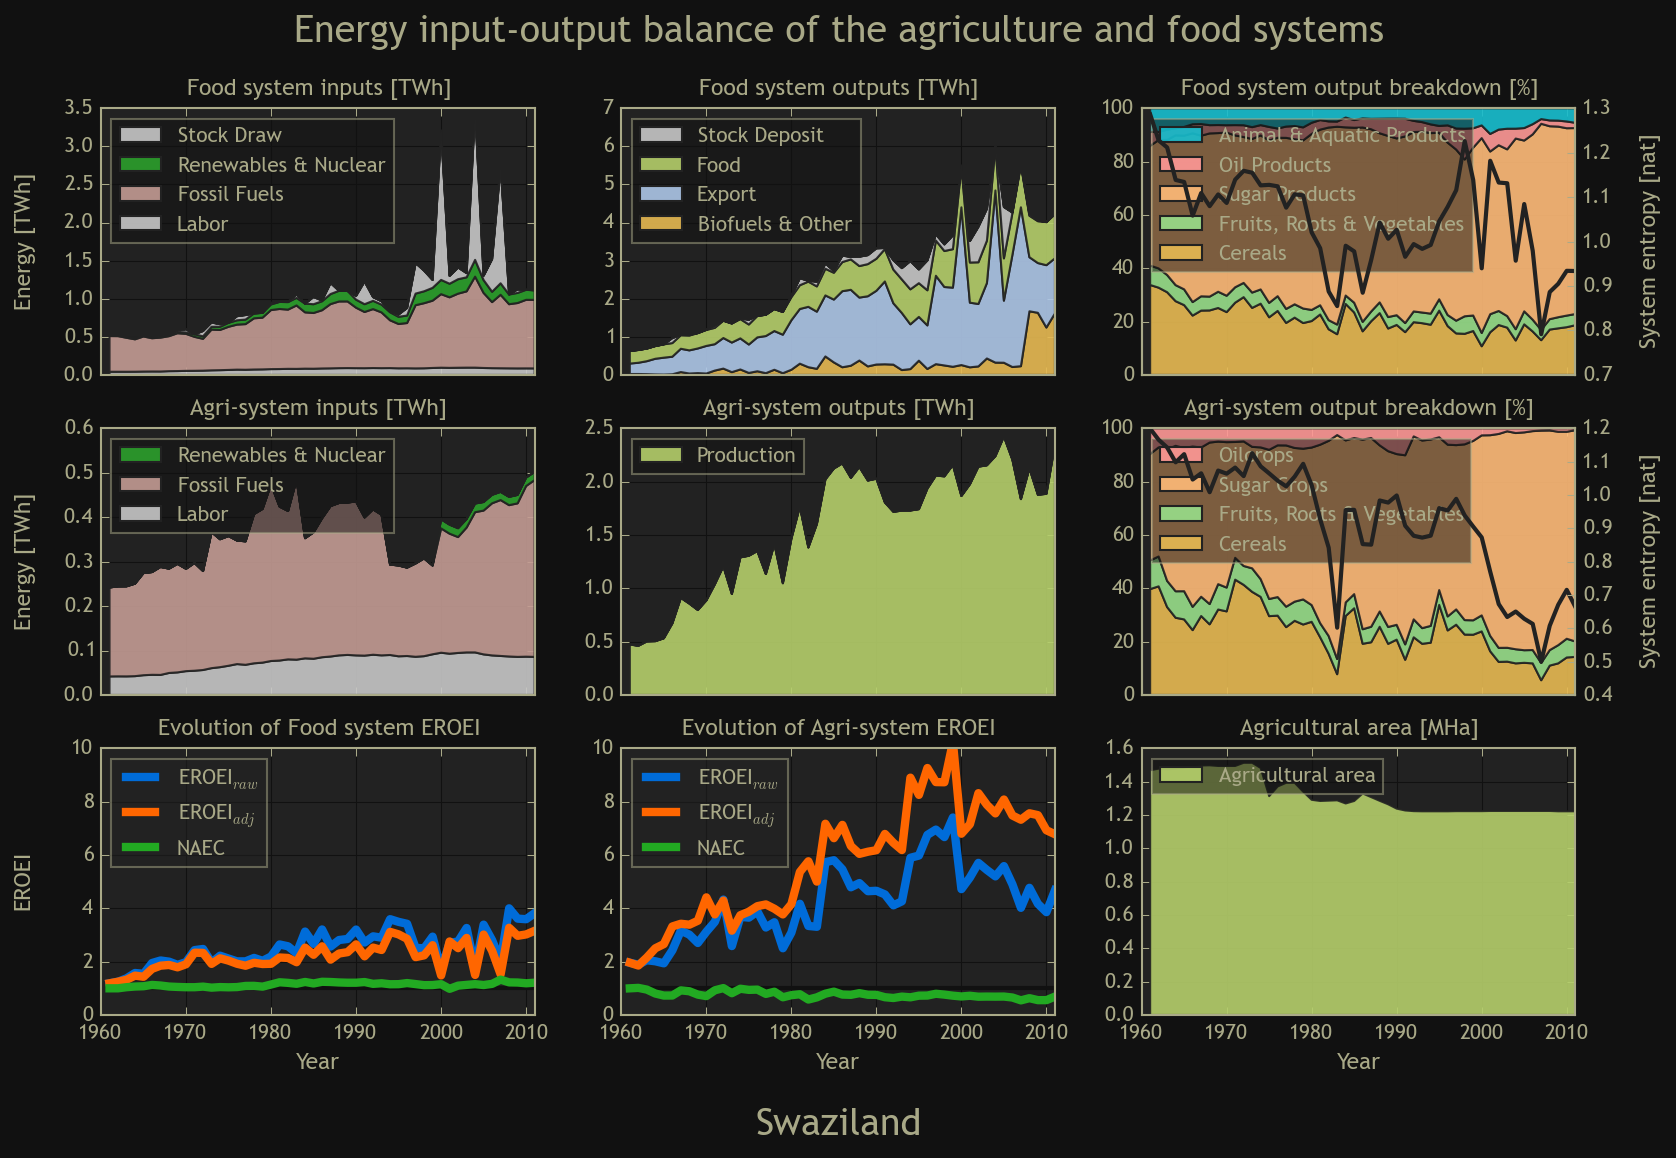 Energy input-output balance of the agriculture and food systems
Food system inputs [TWh]
Energy [TWh]
3.5
3.0
2.5
2.0
1.5
1.0
0.5
0.0
Stock Draw
Renewables & Nuclear
Fossil Fuels
Labor
Food system outputs [TWh]
7
6
5
4
3
2
1
0
Stock Deposit
Food
Export
Biofuels & Other
Food system output breakdown [%]
100
80
60
40
20
0
Animal & Aquatic Products
Oil Products
Sugar Products
Fruits, Roots & Vegetables
Cereals
1.3
1.2
1.1
1.0
0.9
0.8
0.7
System entropy [nat]
Agri-system inputs [TWh]
Energy [TWh]
0.6
0.5
0.4
0.3
0.2
0.1
0.0
Renewables & Nuclear
Fossil Fuels
Labor
Agri-system outputs [TWh]
2.5
2.0
1.5
1.0
0.5
0.0
Production
Agri-system output breakdown [%]
100
80
60
40
20
0
Oilcrops
Sugar Crops
Fruits, Roots & Vegetables
Cereals
1.2
1.1
1.0
0.9
0.8
0.7
0.6
0.5
0.4
System entropy [nat]
Evolution of Food system EROEI
EROEI
10
8
6
4
2
0
EROEI raw
EROEI adj
NAEC
1960 1970 1980 1990 2000 2010
Year
Evolution of Agri-system EROEI
10
8
6
4
2
0
EROEI raw
EROEI adj
NAEC
1960 1970 1980 1990 2000 2010
Year
Agricultural area [MHa]
1.6
1.4
1.2
1.0
0.8
0.6
0.4
0.2
0.0
Agricultural area
1960 1970 1980 1990 2000 2010
Year
Swaziland